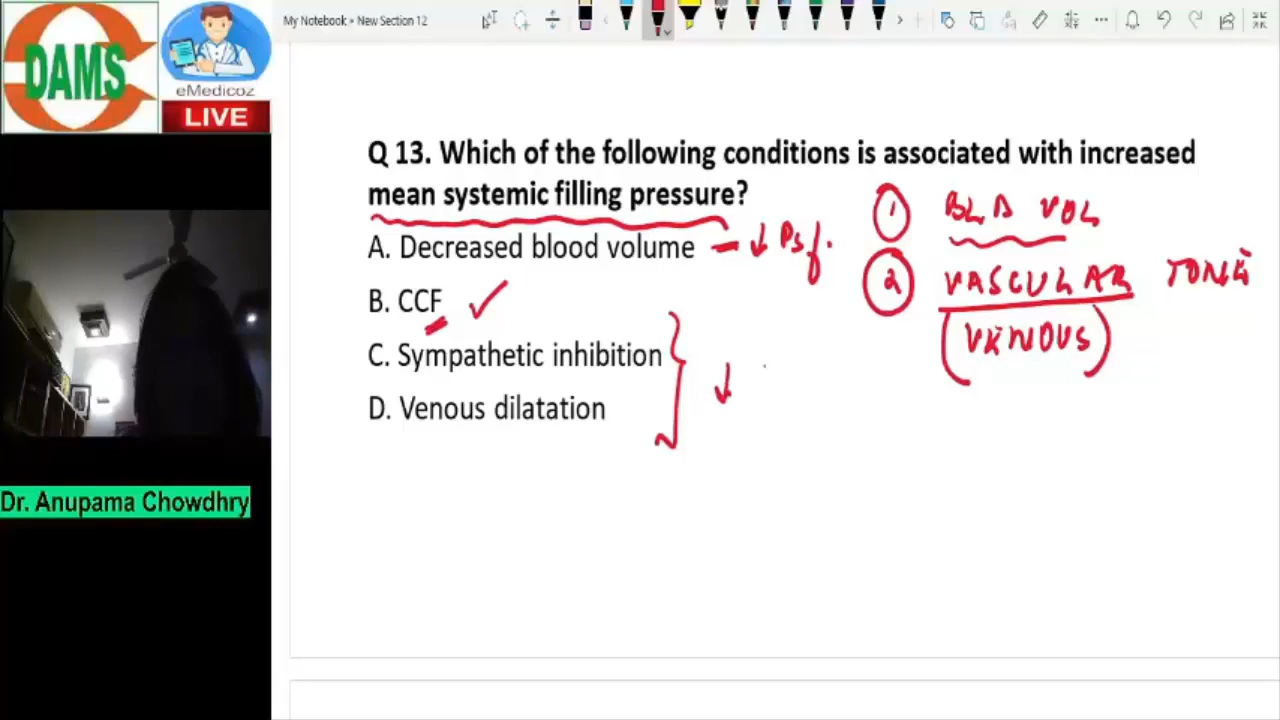 DAMS
eMedicoz
LIVE
My Notebook > New Section 12
Q 13. Which of the following conditions is associated with increased
mean systemic filling pressure?
A. Decreased blood volume – ↓ Psf.
B. CCF ✓
C. Sympathetic inhibition
D. Venous dilatation
↓
① BLD VOL
② VASCULAR TONE
(VENOUS)
Dr. Anupama Chowdhry